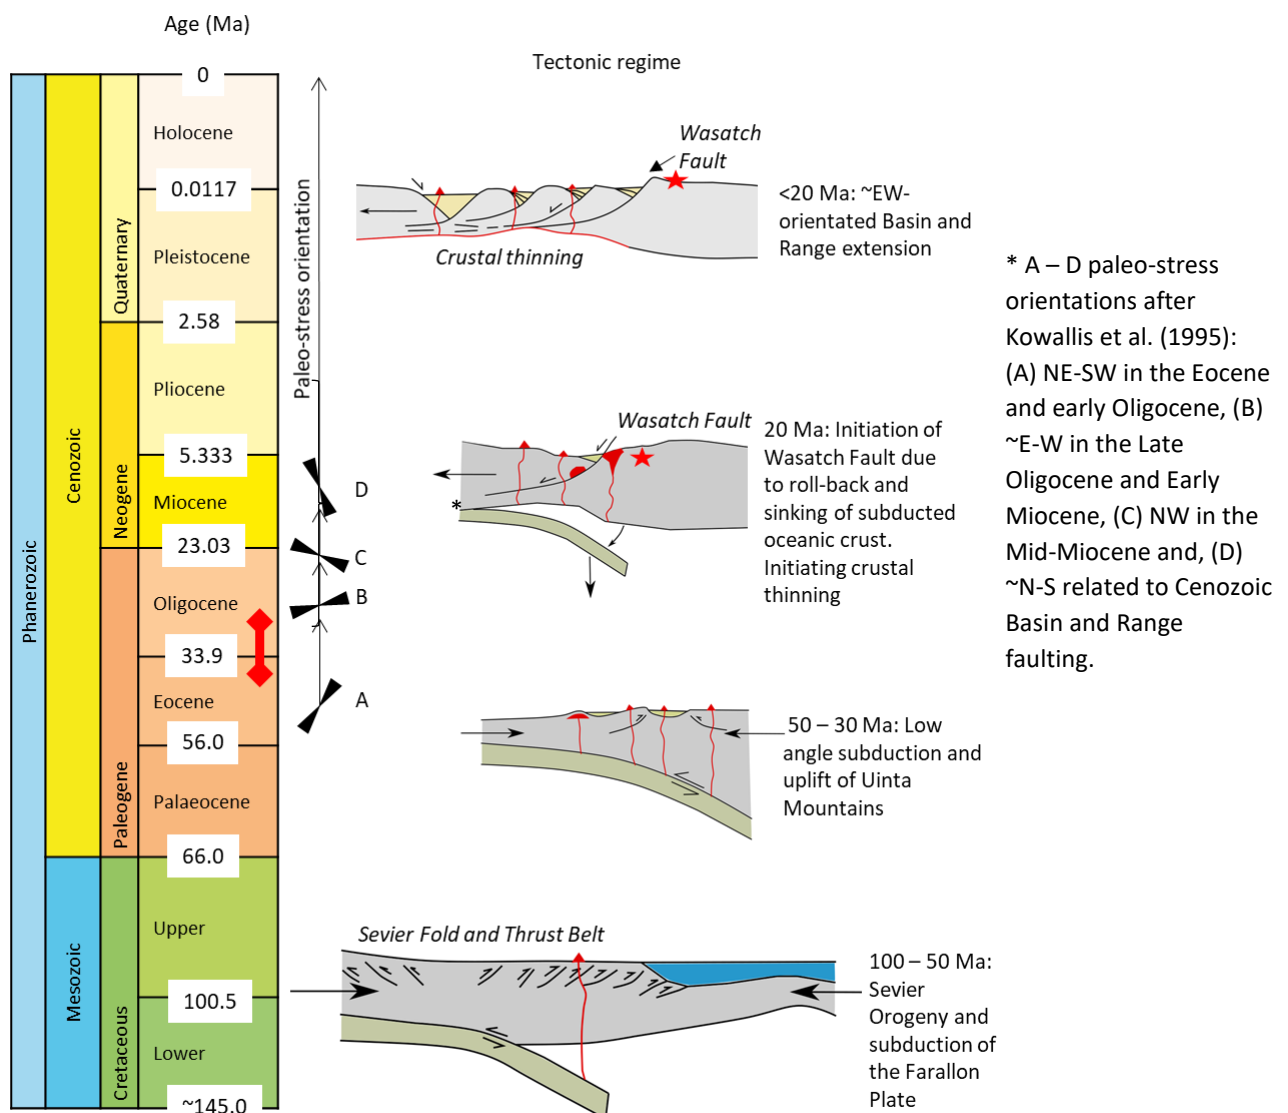 Age (Ma)
Tectonic regime
0
Holocene
0.0117
Pleistocene
2.58
Pliocene
5.333
Miocene
23.03
Oligocene
33.9
Eocene
56.0
Palaeocene
66.0
Upper
100.5
Lower
~145.0
Phanerozoic
Cenozoic
Mesozoic
Quaternary
Neogene
Paleogene
Cretaceous
Paleo-stress orientation
D
C
B
A
Wasatch
Fault
Crustal thinning
<20 Ma: ~EW-
orientated Basin and
Range extension
Wasatch Fault
*
20 Ma: Initiation of
Wasatch Fault due
to roll-back and
sinking of subducted
oceanic crust.
Initiating crustal
thinning
50 – 30 Ma: Low
angle subduction and
uplift of Uinta
Mountains
Sevier Fold and Thrust Belt
100 – 50 Ma:
Sevier
Orogeny and
subduction of
the Farallon
Plate
* A – D paleo-stress
orientations after
Kowallis et al. (1995):
(A) NE-SW in the Eocene
and early Oligocene, (B)
~E-W in the Late
Oligocene and Early
Miocene, (C) NW in the
Mid-Miocene and, (D)
~N-S related to Cenozoic
Basin and Range
faulting.